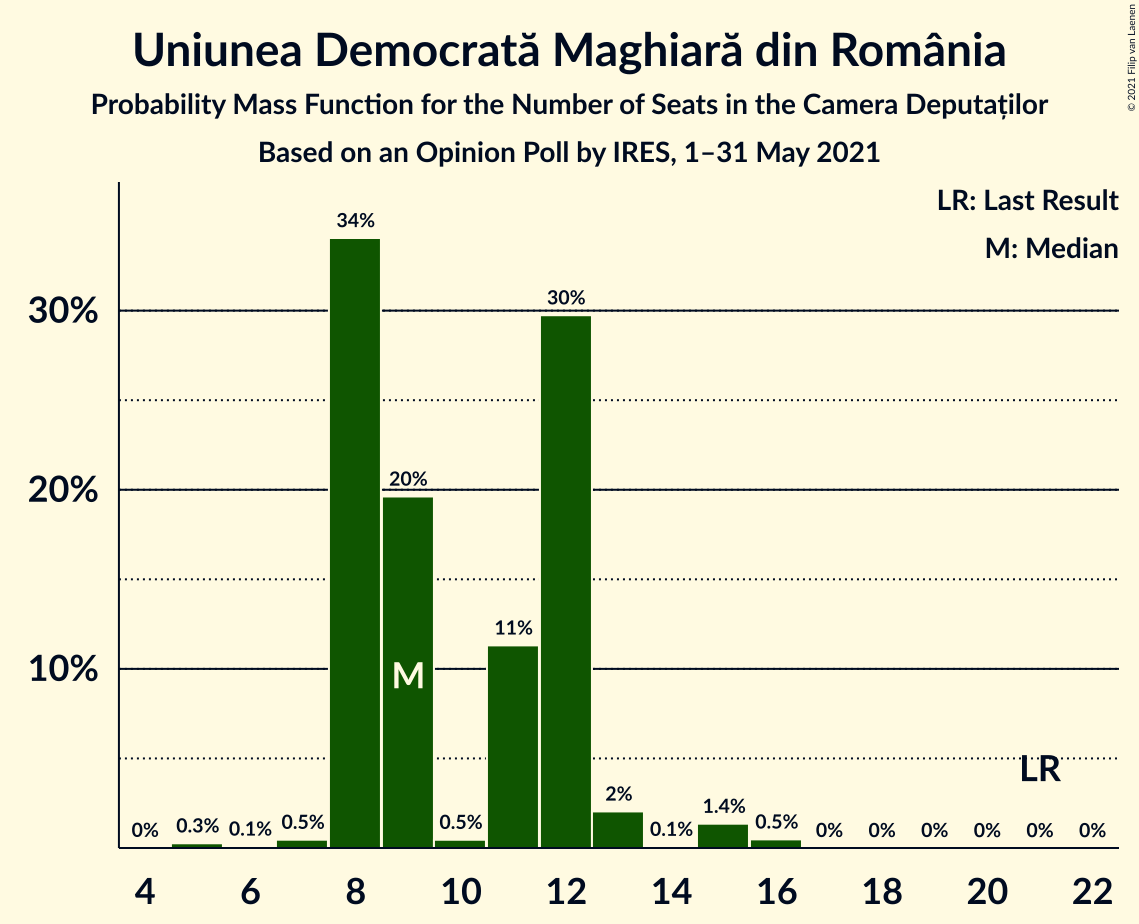 Uniunea Democrată Maghiară din România
Probability Mass Function for the Number of Seats in the Camera Deputaților
Based on an Opinion Poll by IRES, 1–31 May 2021
© 2021 Filip van Laenen
LR: Last Result
M: Median
34%
30%
30%
20%
20%
11%
10%
M
LR
0%
0.3%
0.1%
0.5%
0.5%
2%
0.1%
1.4%
0.5%
0%
0%
0%
0%
0%
0%
4 6 8 10 12 14 16 18 20 22